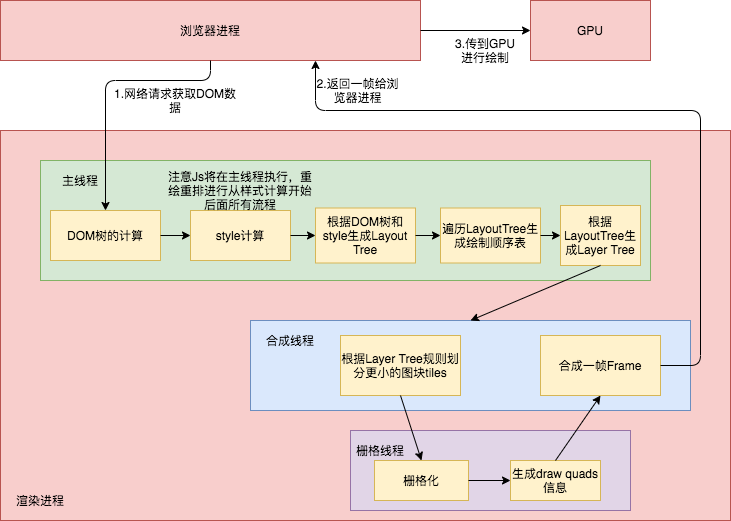 浏览器进程
GPU
3.传到GPU
进行绘制
1.网络请求获取DOM数
据
2.返回一帧给浏
览器进程
主线程
注意Js将在主线程执行，重
绘重排进行从样式计算开始
后面所有流程
DOM树的计算
style计算
根据DOM树和
style生成Layout
Tree
遍历LayoutTree生
成绘制顺序表
根据
LayoutTree生
成Layer Tree
合成线程
根据Layer Tree规则划
分更小的图块tiles
合成一帧Frame
栅格线程
栅格化
生成draw quads
信息
渲染进程